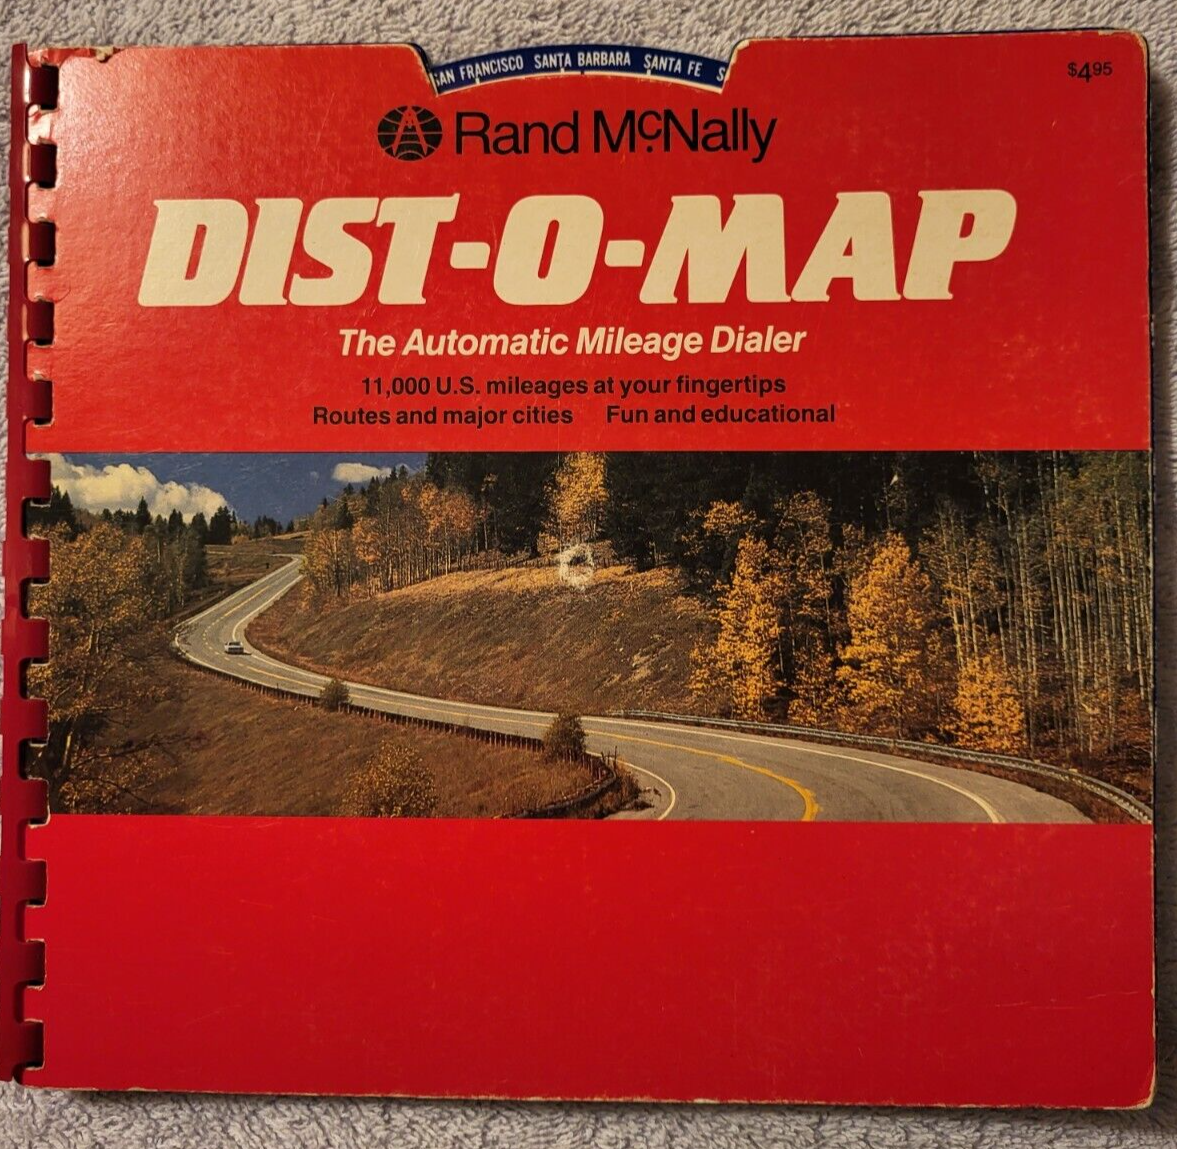 SAN FRANCISCO SANTA BARBARA SANTA FE S
$4.95
Rand McNally
DIST-O-MAP
The Automatic Mileage Dialer
11,000 U.S. mileages at your fingertips
Routes and major cities Fun and educational